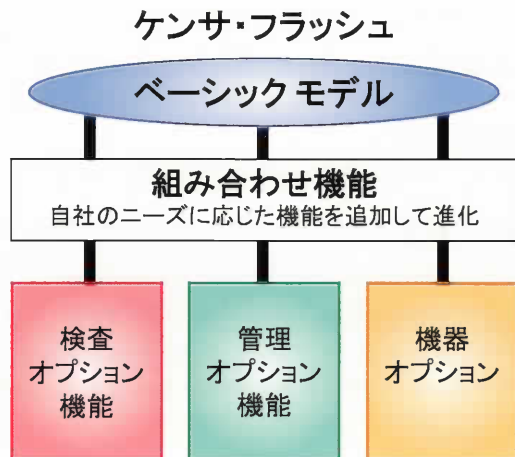 ケンサ・フラッシュ
ベーシックモデル
組み合わせ機能
自社のニーズに応じた機能を追加して進化
検査
オプション
機能
管理
オプション
機能
機器
オプション